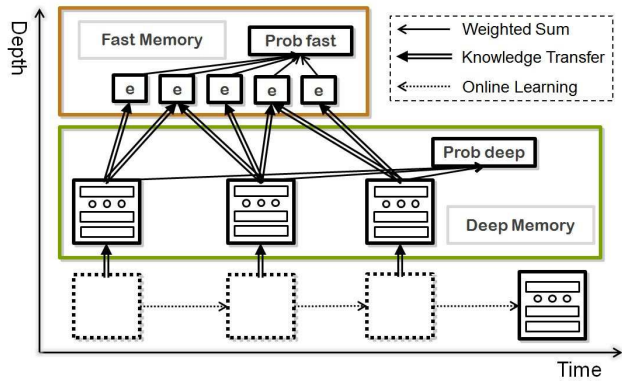 Depth
Fast Memory
Prob fast
Weighted Sum
Knowledge Transfer
Online Learning
e e e e e
Prob deep
Deep Memory
Time